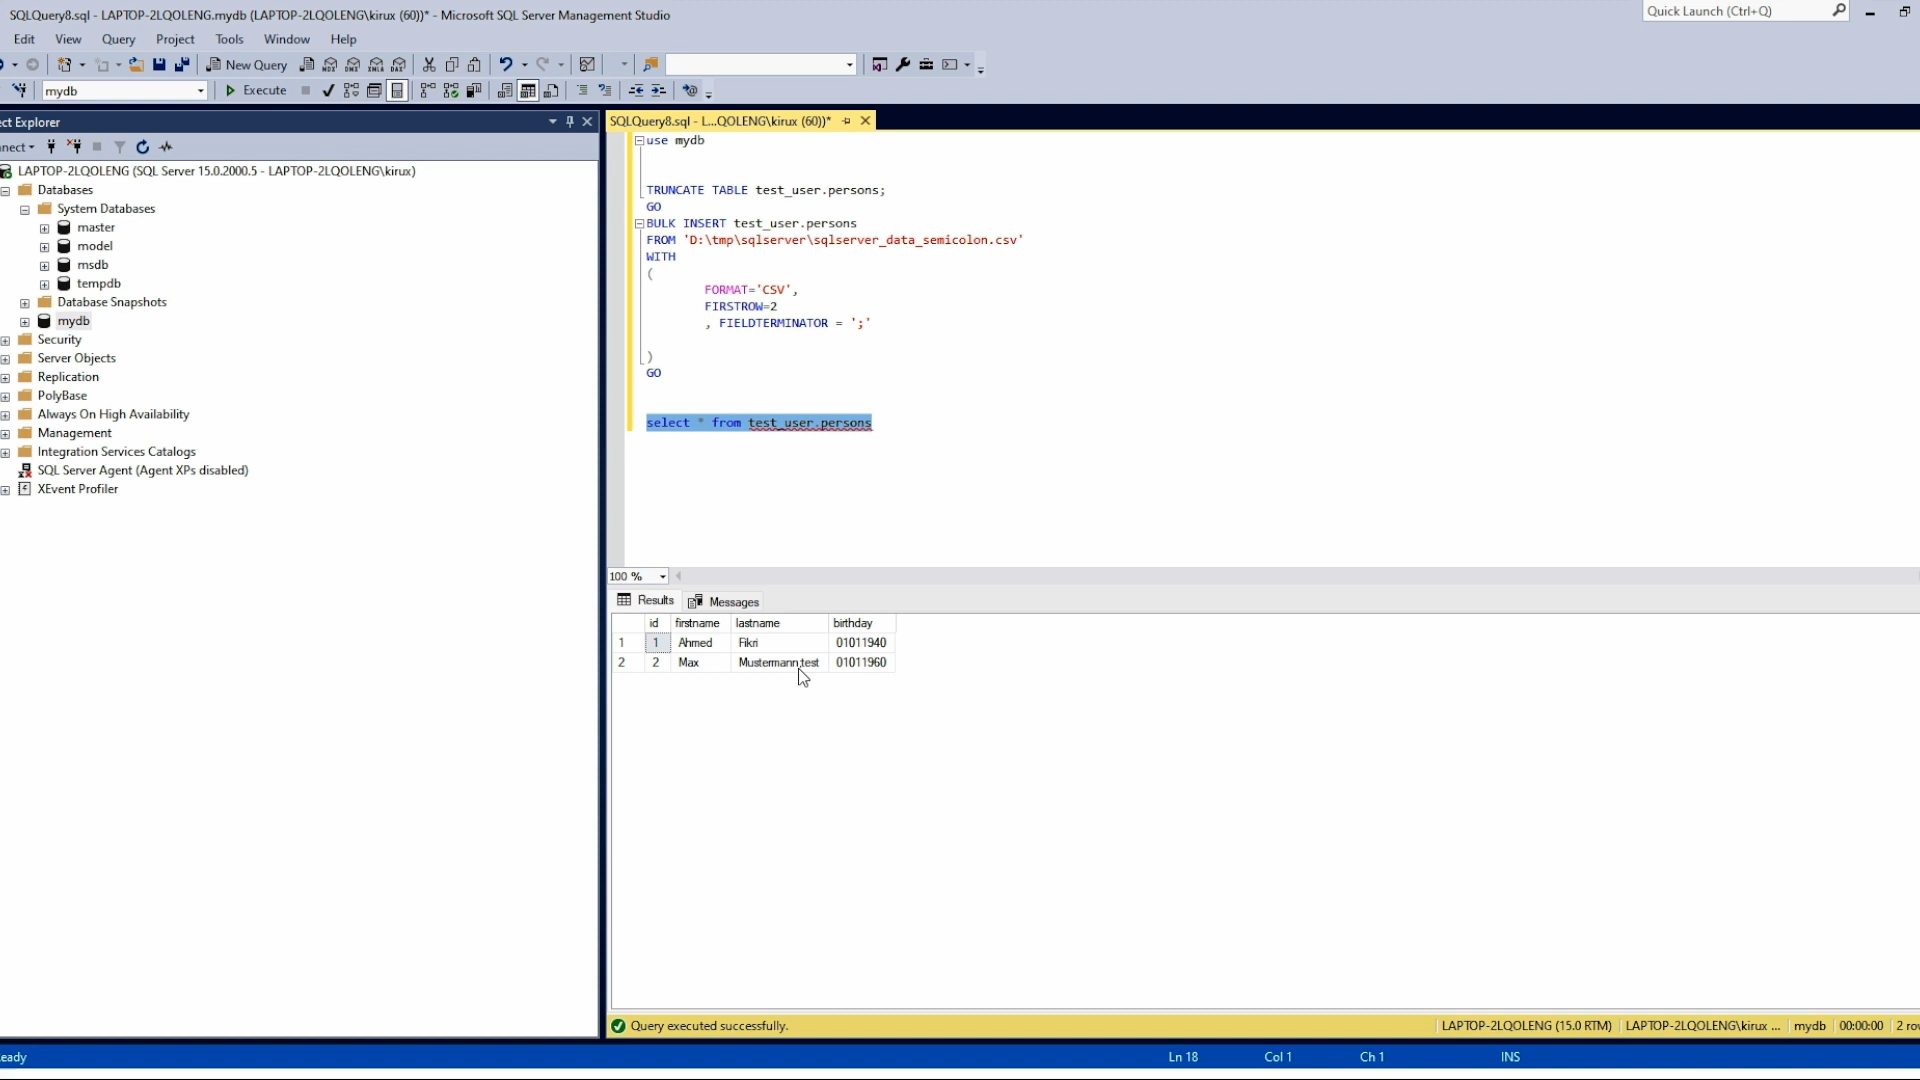 SQLQuery8.sql - LAPTOP-2LQOLENG.mydb (LAPTOP-2LQOLENG\kirux (60))* - Microsoft SQL Server Management Studio
Quick Launch (Ctrl+Q)
Edit View Query Project Tools Window Help
New Query
mydb Execute
ct Explorer
nnect
LAPTOP-2LQOLENG (SQL Server 15.0.2000.5 - LAPTOP-2LQOLENG\kirux)
Databases
System Databases
master
model
msdb
tempdb
Database Snapshots
mydb
Security
Server Objects
Replication
PolyBase
Always On High Availability
Management
Integration Services Catalogs
SQL Server Agent (Agent XPs disabled)
XEvent Profiler
SQLQuery8.sql - L...QOLENG\kirux (60))*
use mydb
TRUNCATE TABLE test_user.persons;
GO
BULK INSERT test_user.persons
FROM 'D:\tmp\sqlserver\sqlserver_data_semicolon.csv'
WITH
(
FORMAT='CSV',
FIRSTROW=2
, FIELDTERMINATOR = ';'
)
GO
select * from test_user.persons
100 %
Results Messages
id firstname lastname birthday
1 1 Ahmed Fikri 01011940
2 2 Max Mustermann,test 01011960
Query executed successfully.
LAPTOP-2LQOLENG (15.0 RTM) LAPTOP-2LQOLENG\kirux ... mydb 00:00:00 2 ro
eady Ln 18 Col 1 Ch 1 INS